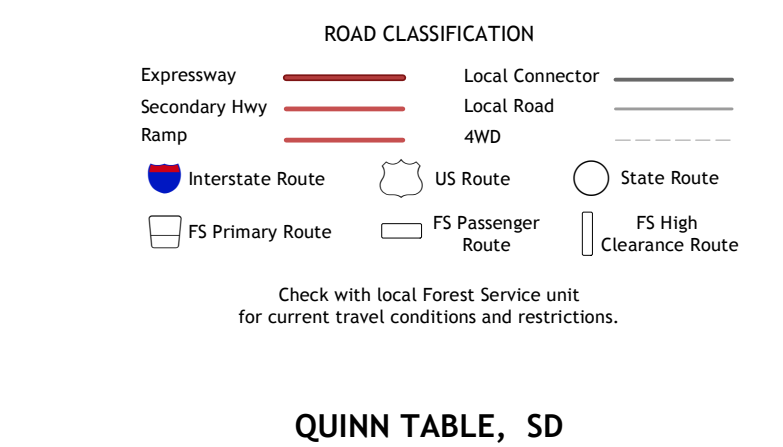 ROAD CLASSIFICATION
Expressway
Local Connector
Secondary Hwy
Local Road
Ramp
4WD
Interstate Route
US Route
State Route
FS Primary Route
FS Passenger
Route
FS High
Clearance Route
Check with local Forest Service unit
for current travel conditions and restrictions.
QUINN TABLE, SD